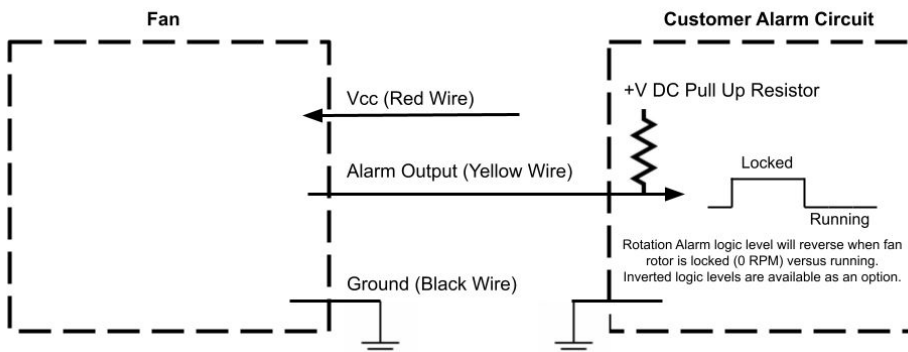 Fan
Customer Alarm Circuit
Vcc (Red Wire)
+V DC Pull Up Resistor
Alarm Output (Yellow Wire)
Locked
Running
Rotation Alarm logic level will reverse when fan
rotor is locked (0 RPM) versus running.
Inverted logic levels are available as an option.
Ground (Black Wire)